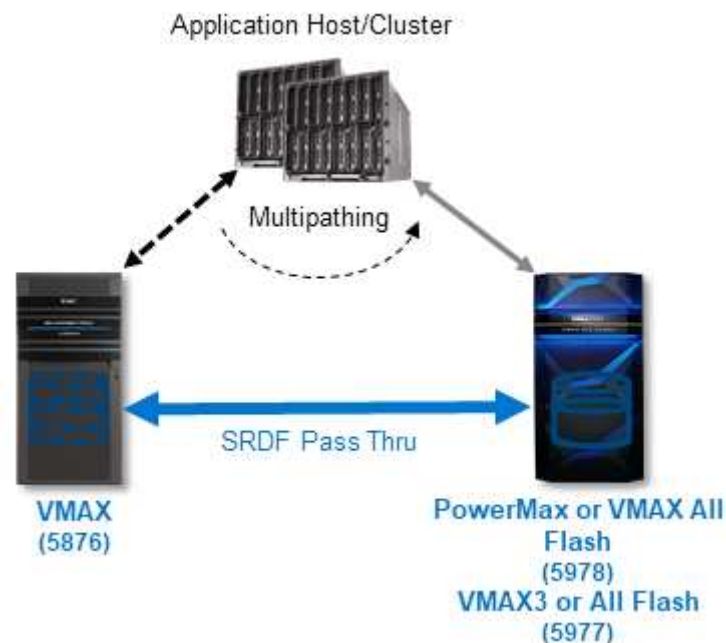 Application Host/Cluster
Multipathing
SRDF Pass Thru
VMAX
(5876)
PowerMax or VMAX All
Flash
(5978)
VMAX3 or All Flash
(5977)